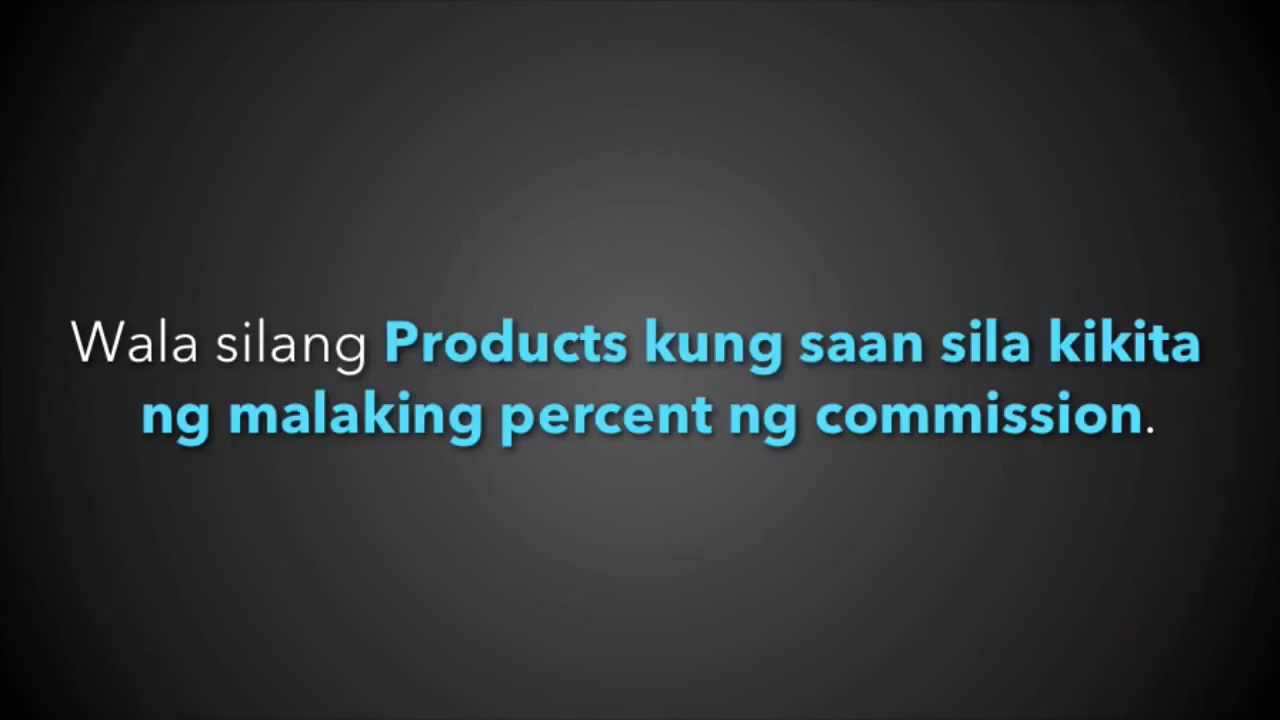 Wala silang Products kung saan sila kikita
ng malaking percent ng commission.